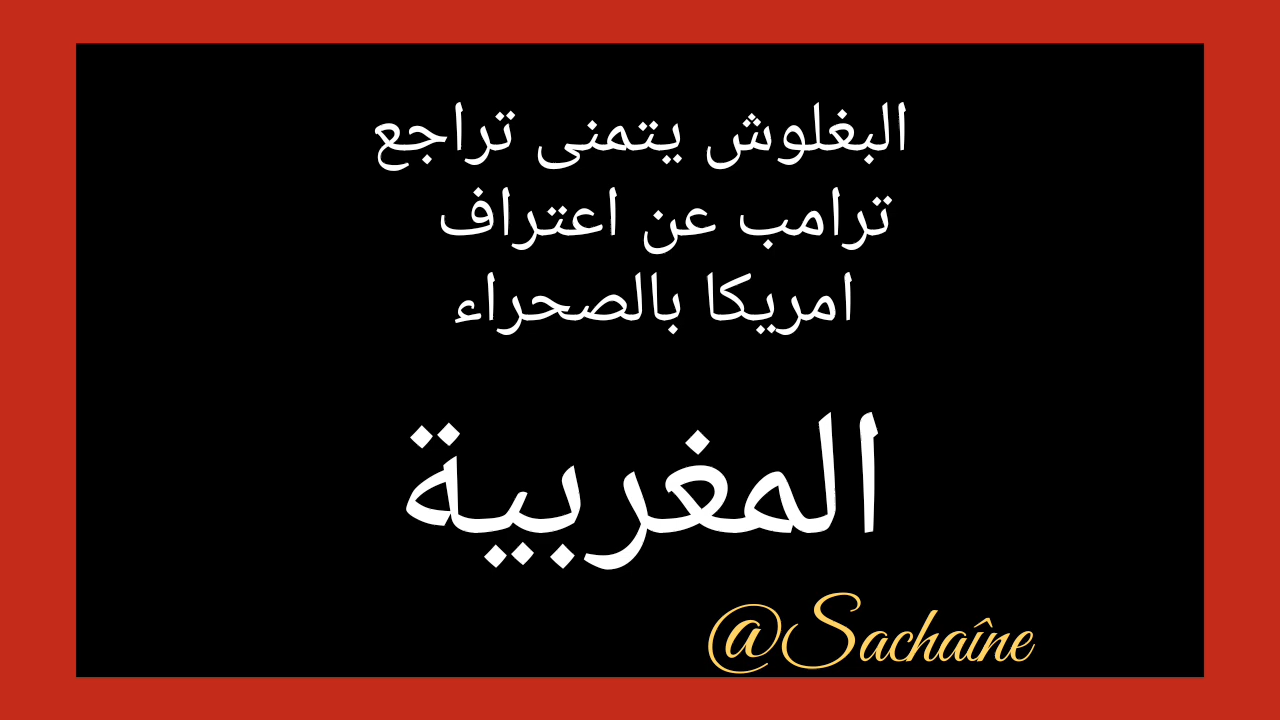 البغلوش يتمنى تراجع
ترامب عن اعتراف
امريكا بالصحراء
المغربية
@Sachaîne